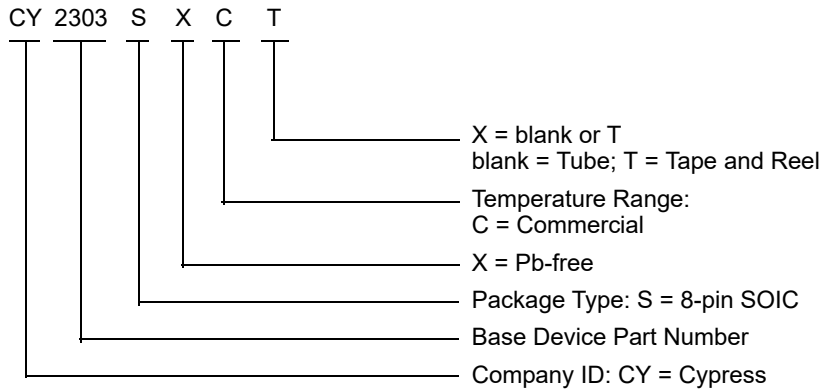 CY 2303 S X C T
X = blank or T
blank = Tube; T = Tape and Reel
Temperature Range:
C = Commercial
X = Pb-free
Package Type: S = 8-pin SOIC
Base Device Part Number
Company ID: CY = Cypress